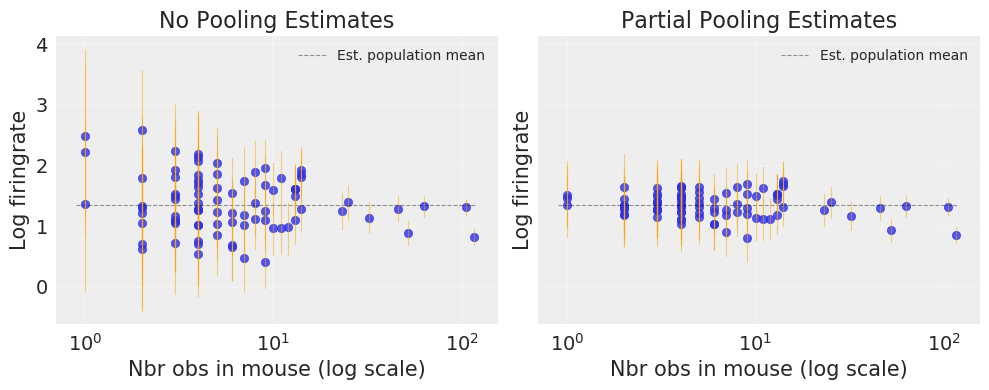 No Pooling Estimates
Partial Pooling Estimates
Est. population mean
Est. population mean
Log firingrate
4
3
2
1
0
10^0
10^1
10^2
Nbr obs in mouse (log scale)
Log firingrate
10^0
10^1
10^2
Nbr obs in mouse (log scale)